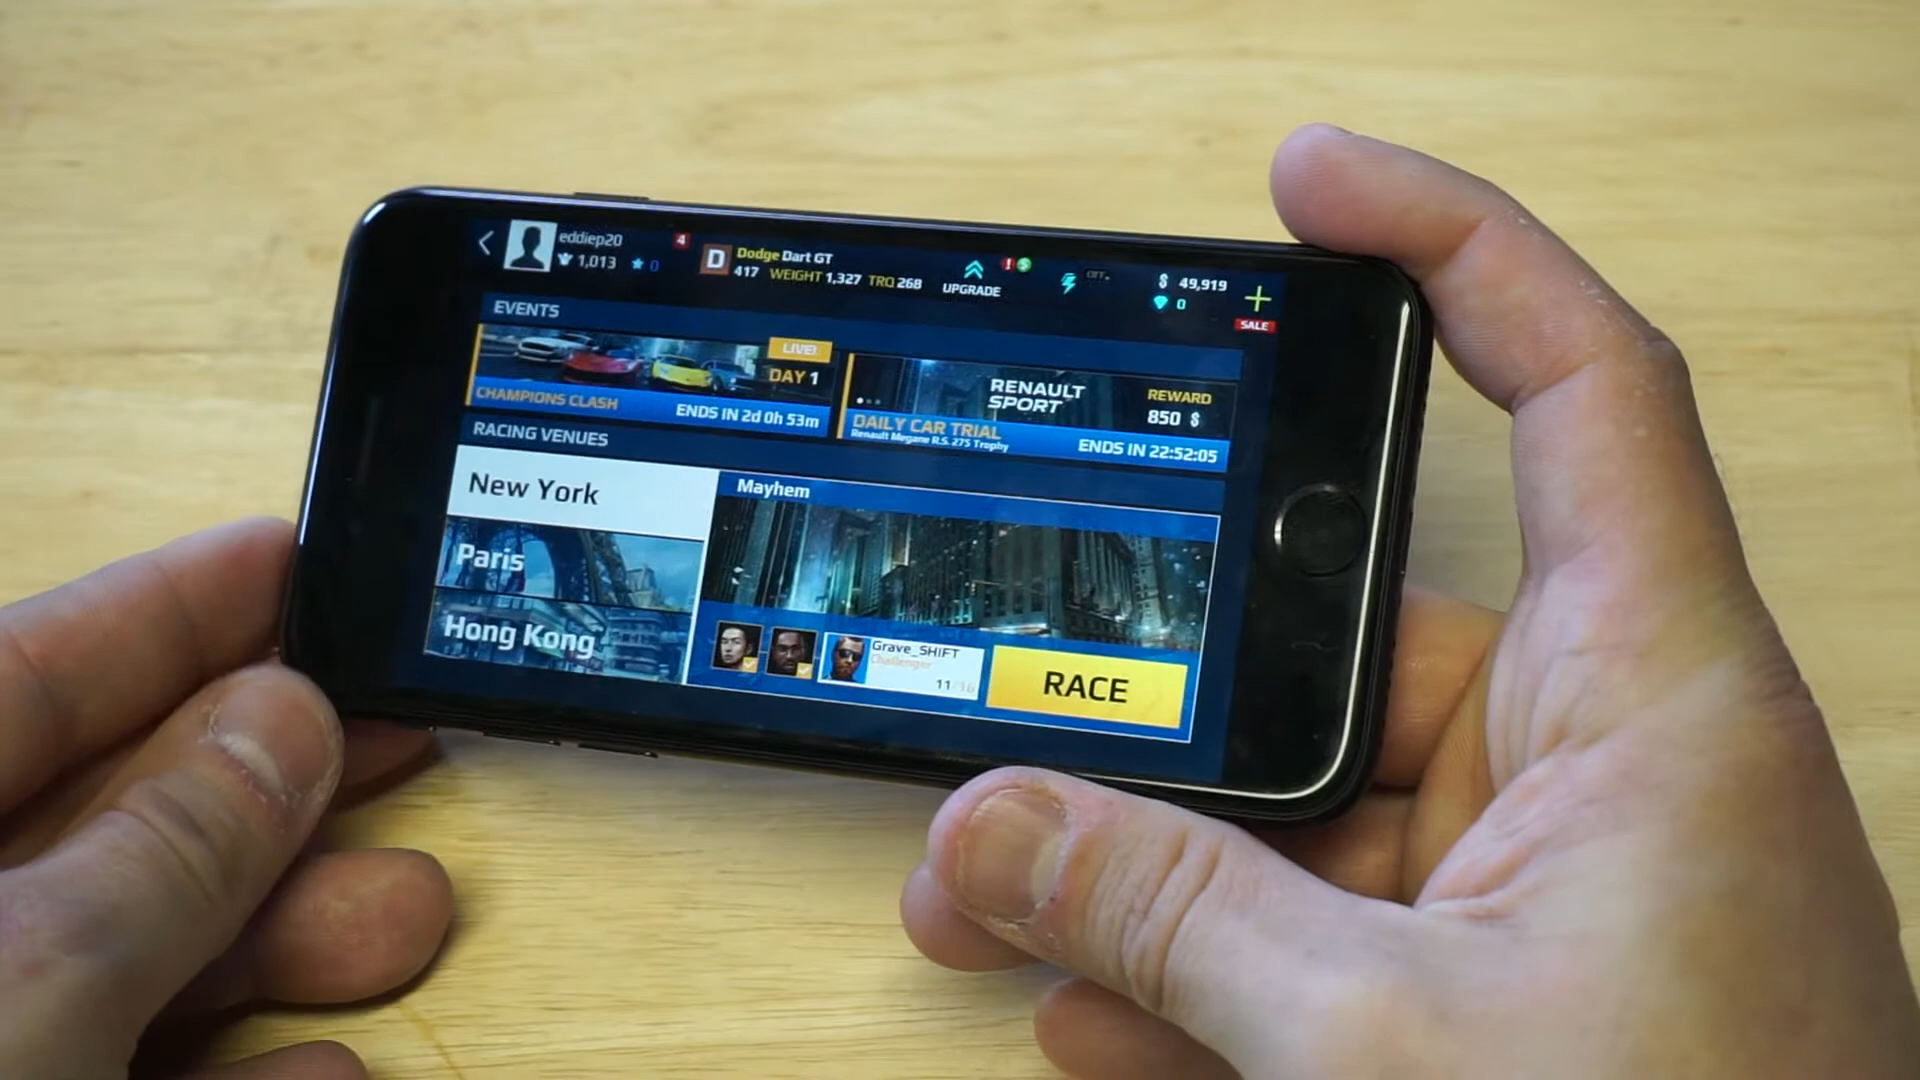 eddiep20
1,013
0
4
D
Dodge Dart GT
417 WEIGHT 1,327 TRQ 268
UPGRADE
!
$
OFF
$ 49,919
0
SALE
EVENTS
LIVE!
DAY 1
CHAMPIONS CLASH
ENDS IN 2d 0h 53m
RENAULT
SPORT
REWARD
850 $
DAILY CAR TRIAL
Renault Megane R.S. 275 Trophy
ENDS IN 22:52:05
RACING VENUES
New York
Paris
Hong Kong
Mayhem
Grave_SHIFT
Challenger
11/16
RACE